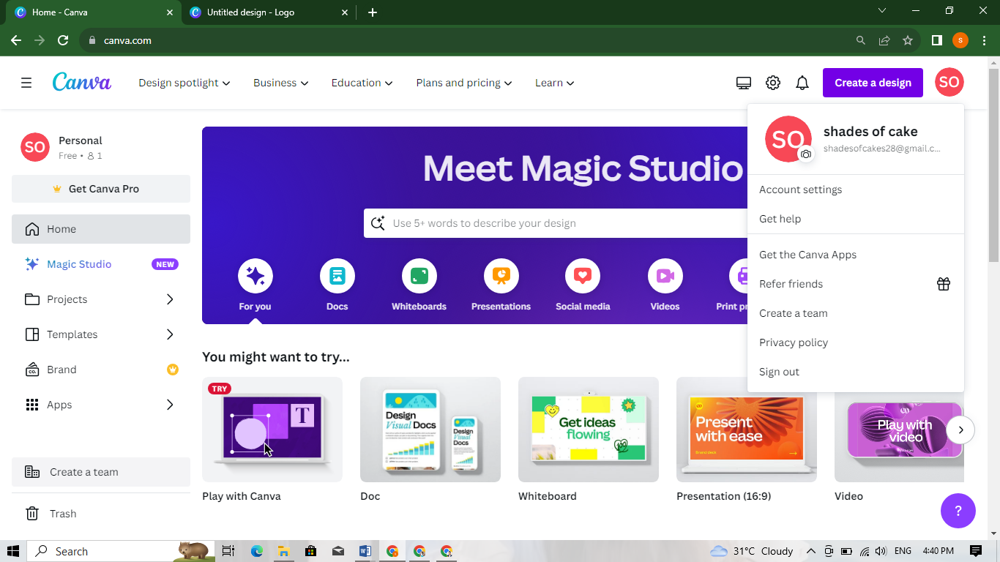 Home - Canva
Untitled design - Logo
canva.com
S
Canva
Design spotlight
Business
Education
Plans and pricing
Learn
Create a design
SO
SO
Personal
Free • 1
Get Canva Pro
Home
Magic Studio NEW
Projects
Templates
Brand
CO.
Apps
Create a team
Trash
Meet Magic Studio
Use 5+ words to describe your design
For you
Docs
Whiteboards
Presentations
Social media
Videos
Print pr
SO
shades of cake
shadesofcakes28@gmail.c...
Account settings
Get help
Get the Canva Apps
Refer friends
Create a team
Privacy policy
Sign out
You might want to try...
TRY
T
Design
Visual Docs
Design
Visual
Docs
Get ideas
flowing
Present
with ease
Brand deck
Play with
video
Play with Canva
Doc
Whiteboard
Presentation (16:9)
Video
?
Search
31°C Cloudy
ENG
4:40 PM